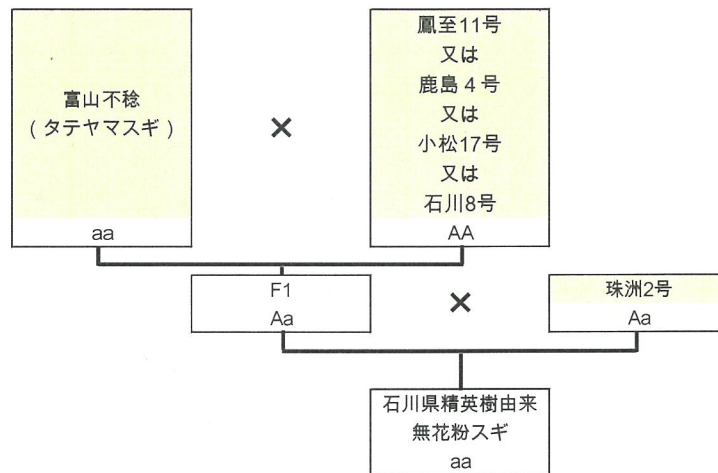 富山不稔
(タテヤマスギ)
aa
×
鳳至11号
又は
鹿島4号
又は
小松17号
又は
石川8号
AA
F1
Aa
×
珠洲2号
Aa
石川県精英樹由来
無花粉スギ
aa